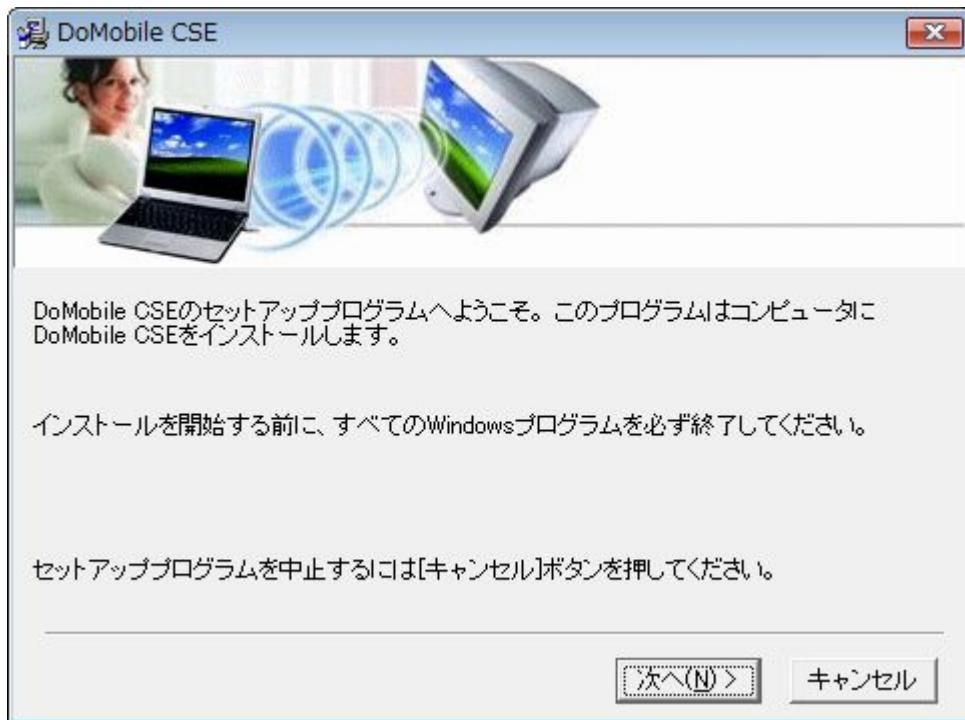 DoMobile CSE
DoMobile CSEのセットアッププログラムへようこそ。このプログラムはコンピュータに
DoMobile CSEをインストールします。
インストールを開始する前に、すべてのWindowsプログラムを必ず終了してください。
セットアッププログラムを中止するには[キャンセル]ボタンを押してください。
次へ(N) > キャンセル